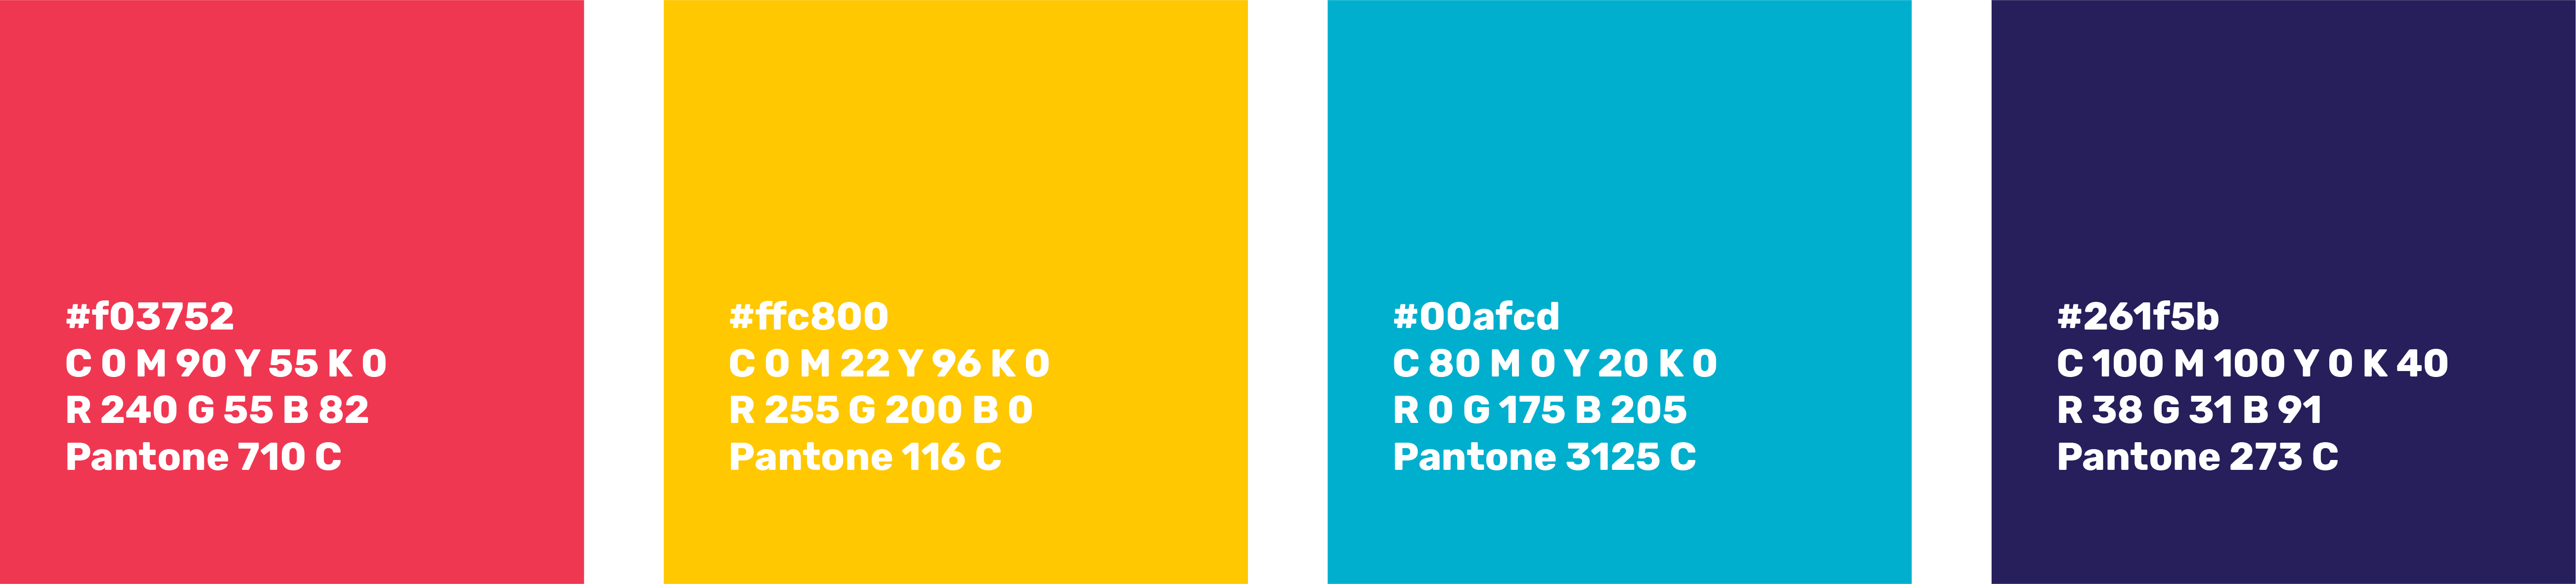 #f03752
C 0 M 90 Y 55 K 0
R 240 G 55 B 82
Pantone 710 C
#ffc800
C 0 M 22 Y 96 K 0
R 255 G 200 B 0
Pantone 116 C
#00afcd
C 80 M 0 Y 20 K 0
R 0 G 175 B 205
Pantone 3125 C
#261f5b
C 100 M 100 Y 0 K 40
R 38 G 31 B 91
Pantone 273 C